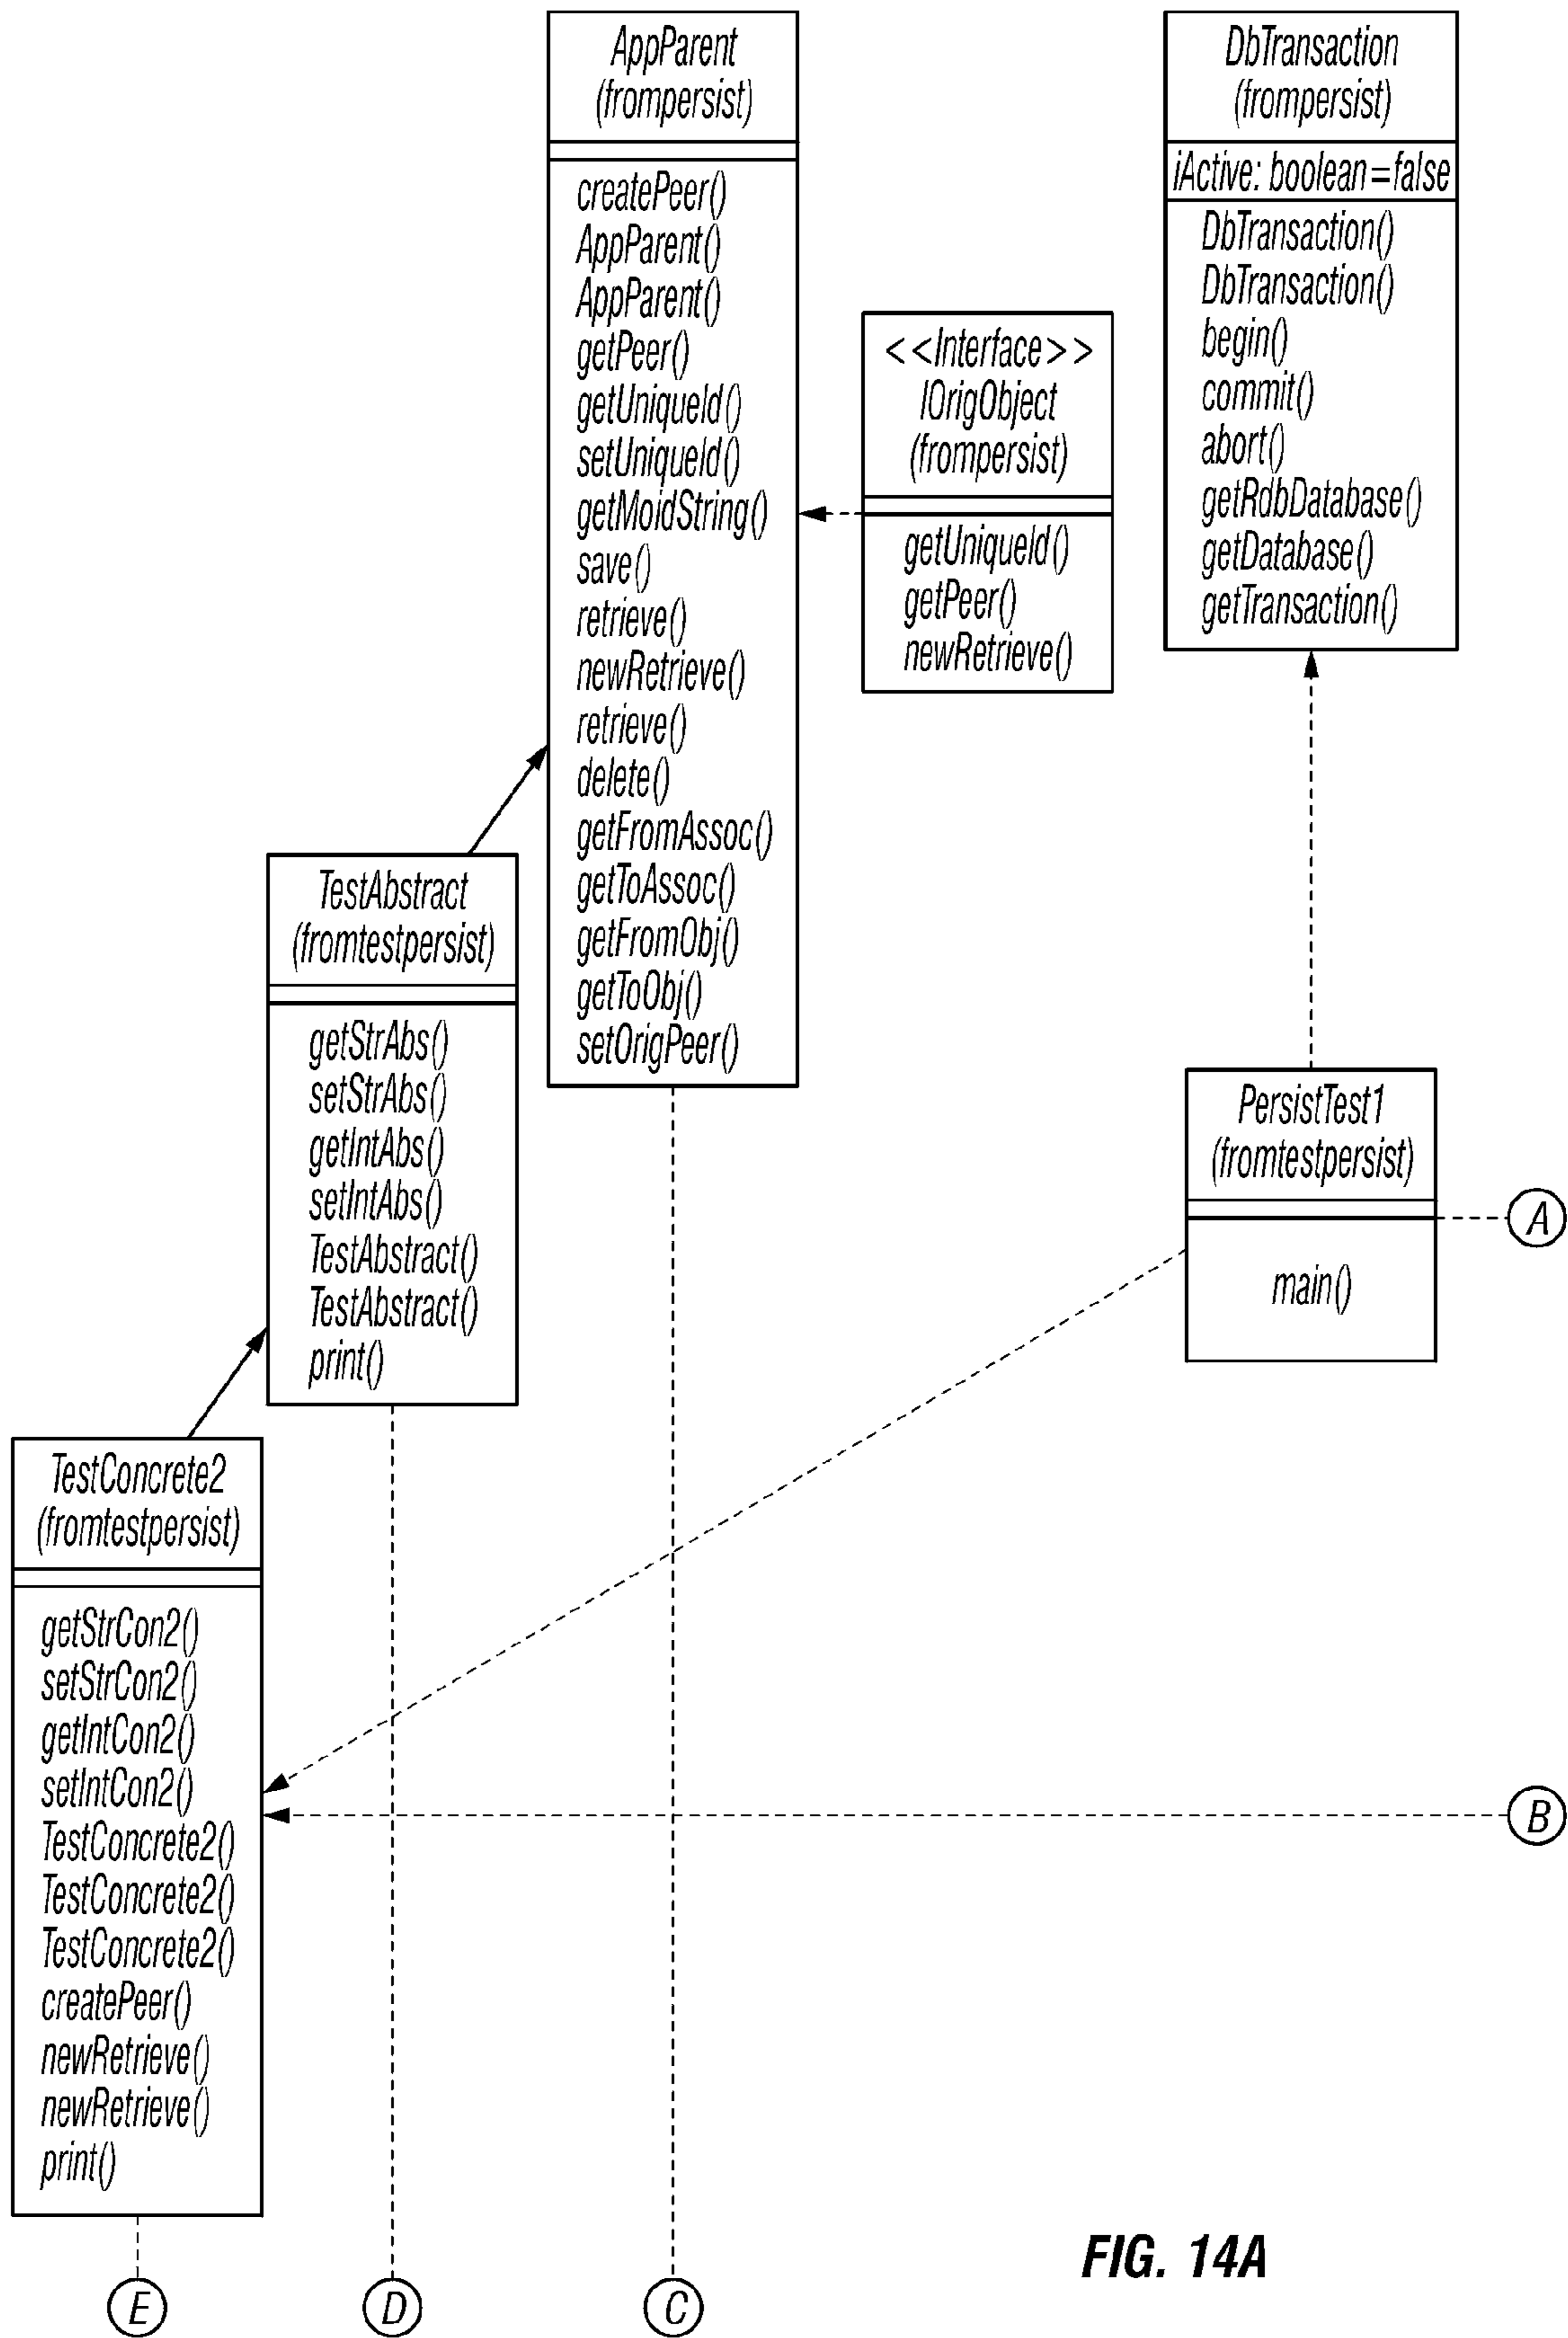 AppParent
(frompersist)
createPeer()
AppParent()
AppParent()
getPeer()
getUniqueId()
setUniqueId()
getMoidString()
save()
retrieve()
newRetrieve()
retrieve()
delete()
getFromAssoc()
getToAssoc()
getFromObj()
getToObj()
setOrigPeer()
<<Interface>>
IOrigObject
(frompersist)
getUniqueId()
getPeer()
newRetrieve()
DbTransaction
(frompersist)
iActive: boolean=false
DbTransaction()
DbTransaction()
begin()
commit()
abort()
getRdbDatabase()
getDatabase()
getTransaction()
TestAbstract
(fromtestpersist)
getStrAbs()
setStrAbs()
getIntAbs()
setIntAbs()
TestAbstract()
TestAbstract()
print()
PersistTest1
(fromtestpersist)
main()
A
TestConcrete2
(fromtestpersist)
getStrCon2()
setStrCon2()
getIntCon2()
setIntCon2()
TestConcrete2()
TestConcrete2()
TestConcrete2()
createPeer()
newRetrieve()
newRetrieve()
print()
B
E
D
C
FIG. 14A